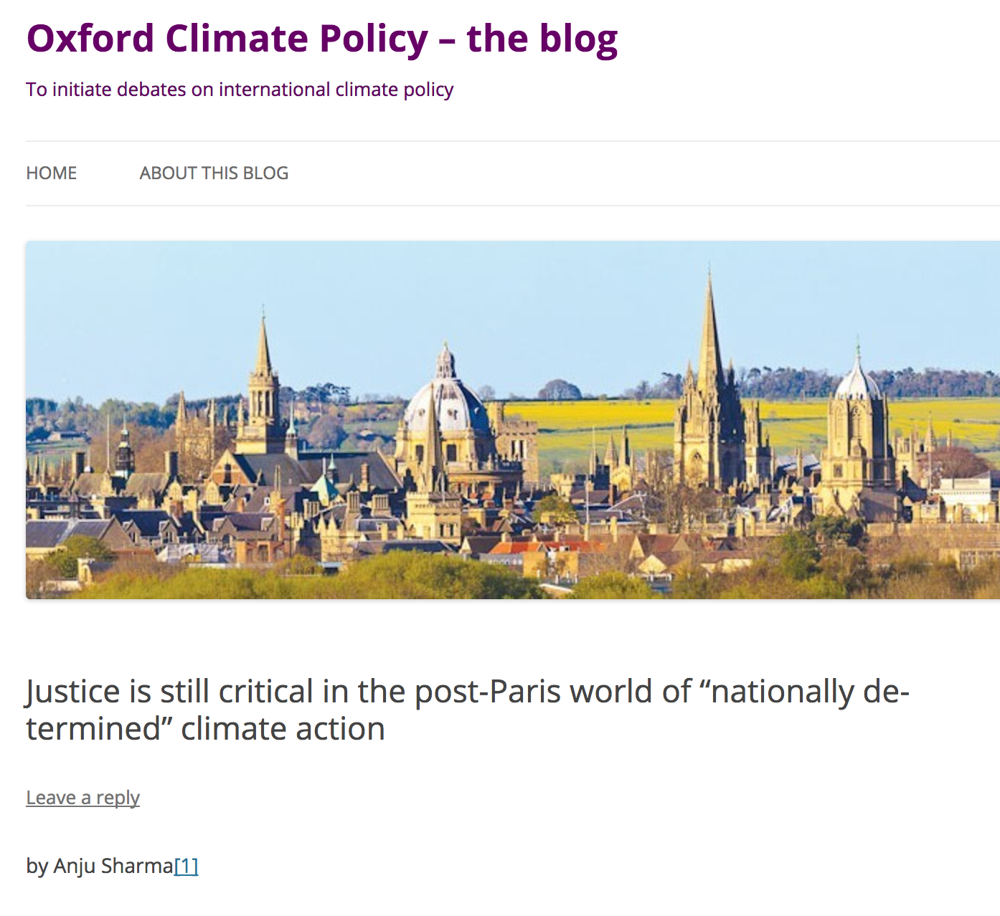 Oxford Climate Policy – the blog
To initiate debates on international climate policy
HOME ABOUT THIS BLOG
Justice is still critical in the post-Paris world of “nationally de-
termined” climate action
Leave a reply
by Anju Sharma[1]